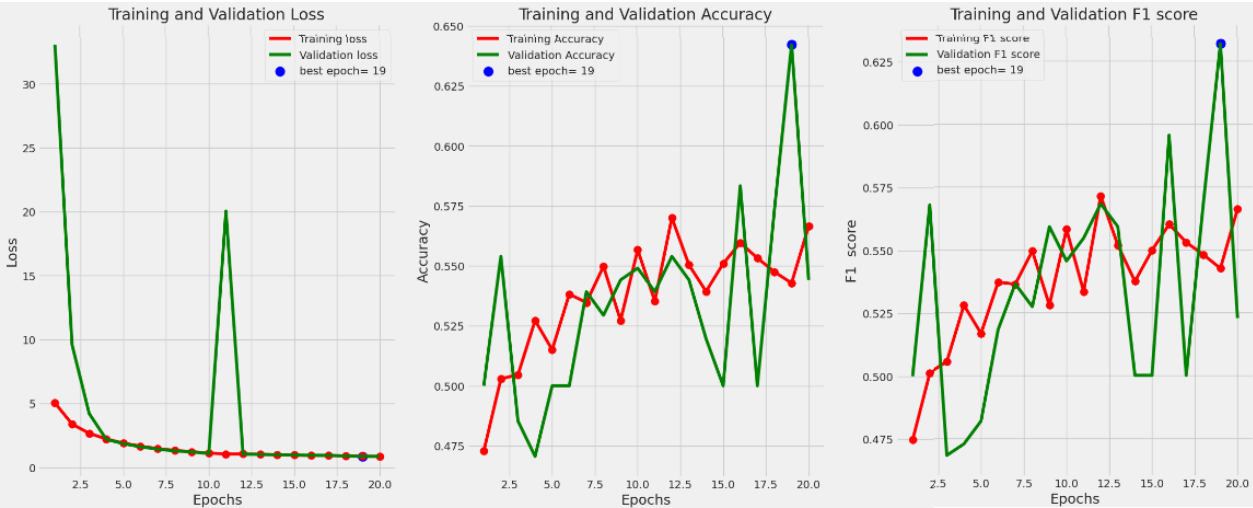 Training and Validation Loss
Training loss
Validation loss
best epoch= 19
30
25
20
15
10
5
0
Loss
2.5 5.0 7.5 10.0 12.5 15.0 17.5 20.0
Epochs
Training and Validation Accuracy
Training Accuracy
Validation Accuracy
best epoch= 19
0.650
0.625
0.600
0.575
0.550
0.525
0.500
0.475
Accuracy
2.5 5.0 7.5 10.0 12.5 15.0 17.5 20.0
Epochs
Training and Validation F1 score
Training F1 score
Validation F1 score
best epoch= 19
0.625
0.600
0.575
0.550
0.525
0.500
0.475
F1 score
2.5 5.0 7.5 10.0 12.5 15.0 17.5 20.0
Epochs